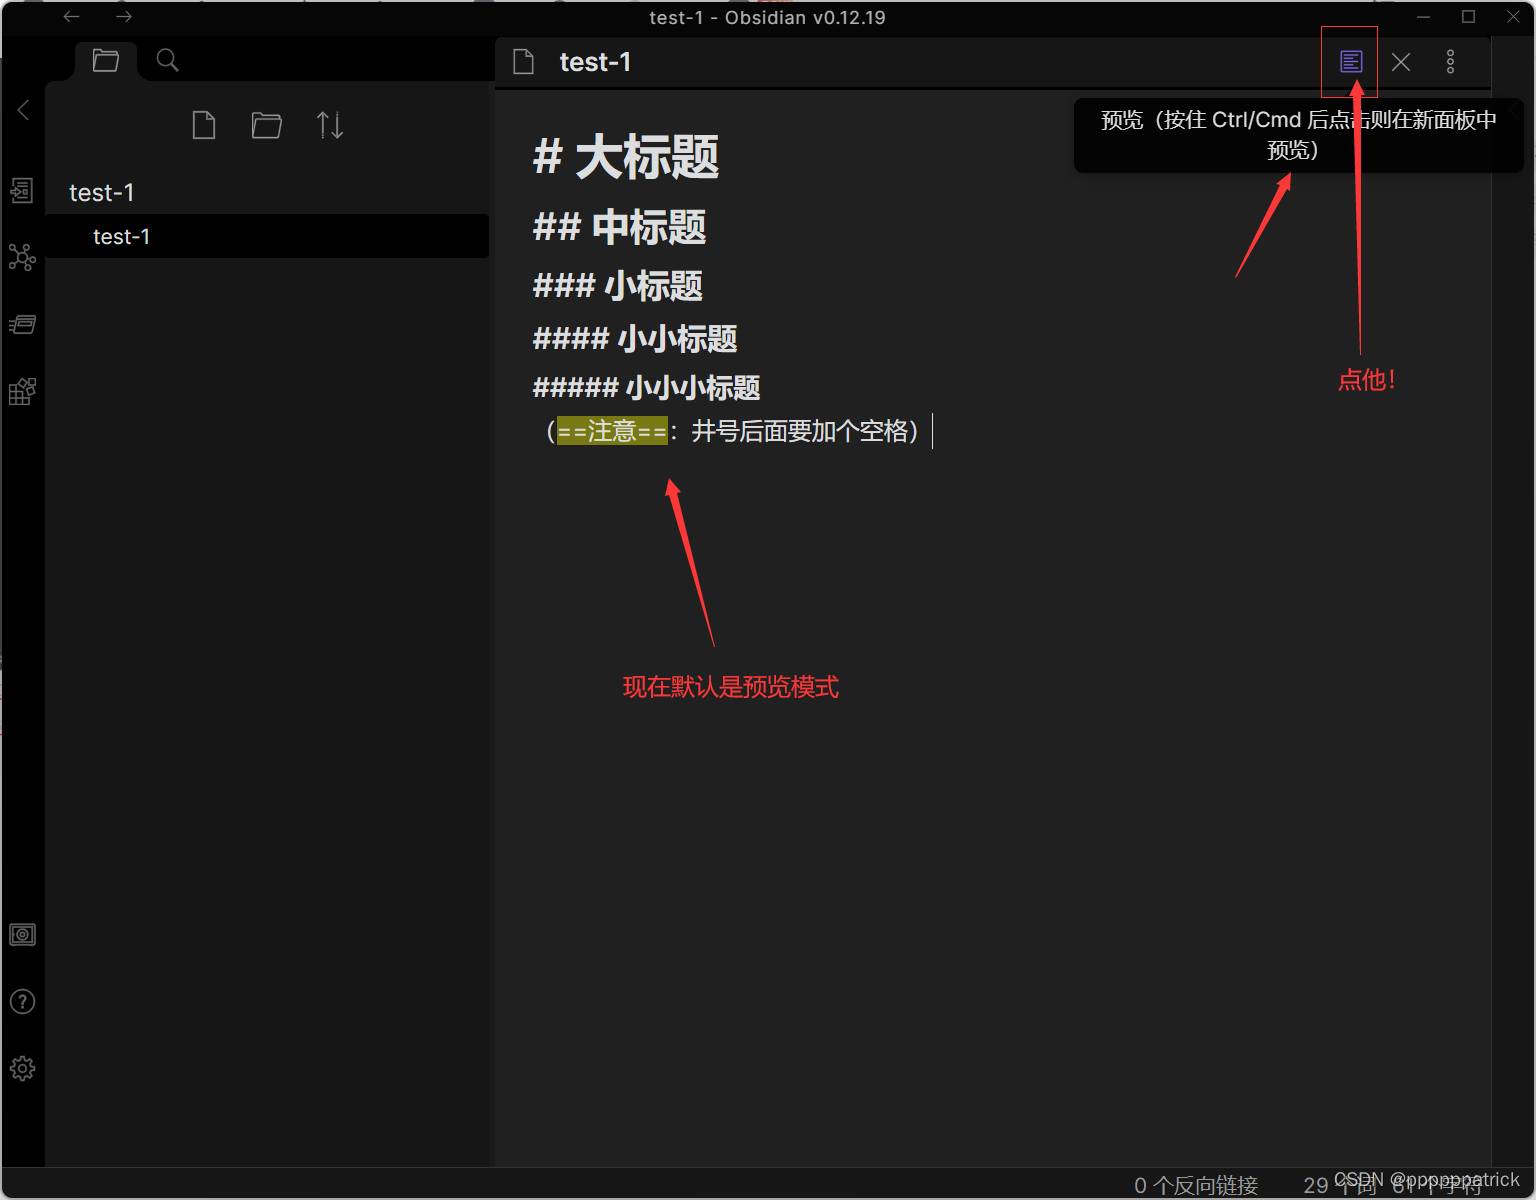 test-1 - Obsidian v0.12.19
test-1
预览（按住 Ctrl/Cmd 后点击则在新面板中
预览）
test-1
test-1
# 大标题
## 中标题
### 小标题
#### 小小标题
##### 小小小标题
（==注意==：井号后面要加个空格）
点他！
现在默认是预览模式
0 个反向链接
29 个词
61 个字符
CSDN @ppppppatrick